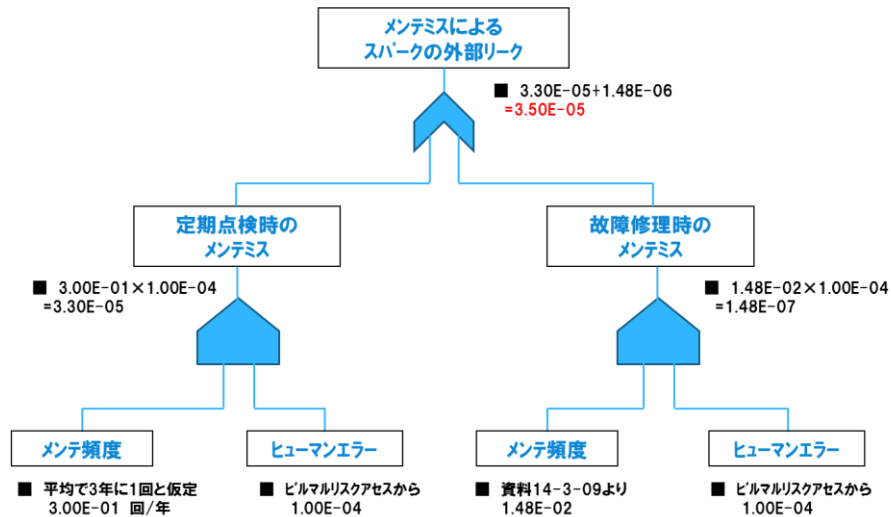 メンテミスによる
スパークの外部リーク
■ 3.30E-05+1.48E-06
=3.50E-05
定期点検時の
メンテミス
故障修理時の
メンテミス
■ 3.00E-01×1.00E-04
=3.30E-05
■ 1.48E-02×1.00E-04
=1.48E-07
メンテ頻度
ヒューマンエラー
メンテ頻度
ヒューマンエラー
■ 平均で3年に1回と仮定
3.00E-01 回/年
■ ビルマルリスクアセスから
1.00E-04
■ 資料14-3-09より
1.48E-02
■ ビルマルリスクアセスから
1.00E-04